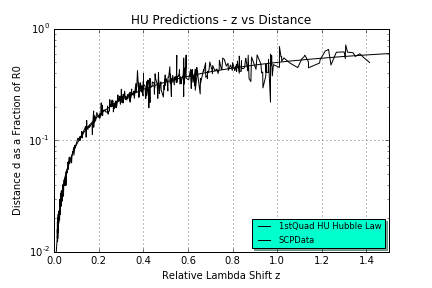 HU Predictions - z vs Distance
Distance d as a Fraction of R0
10^0
10^-1
10^-2
0.0 0.2 0.4 0.6 0.8 1.0 1.2 1.4
Relative Lambda Shift z
1stQuad HU Hubble Law
SCPData